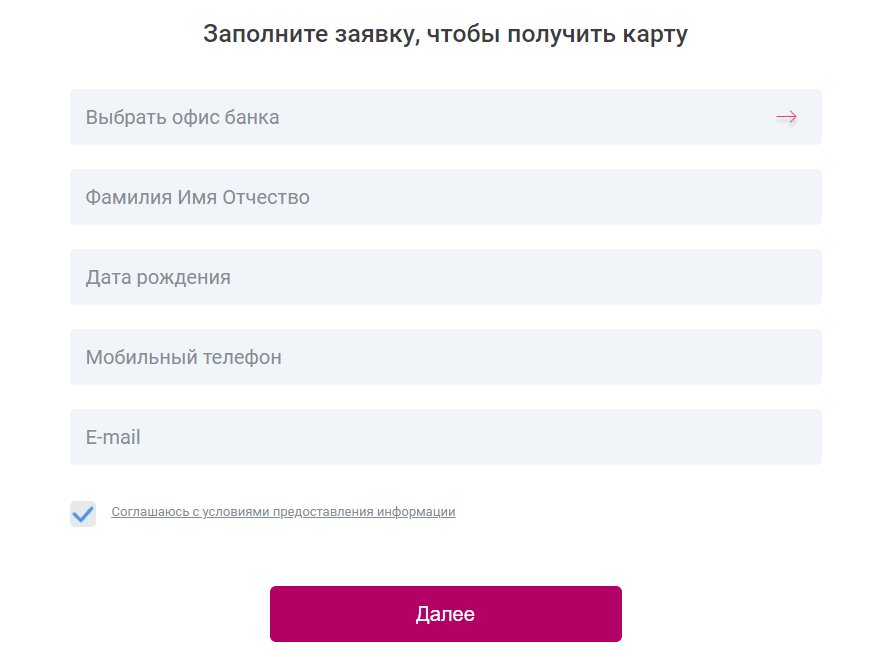 Заполните заявку, чтобы получить карту
Выбрать офис банка
Фамилия Имя Отчество
Дата рождения
Мобильный телефон
E-mail
Соглашаюсь с условиями предоставления информации
Далее